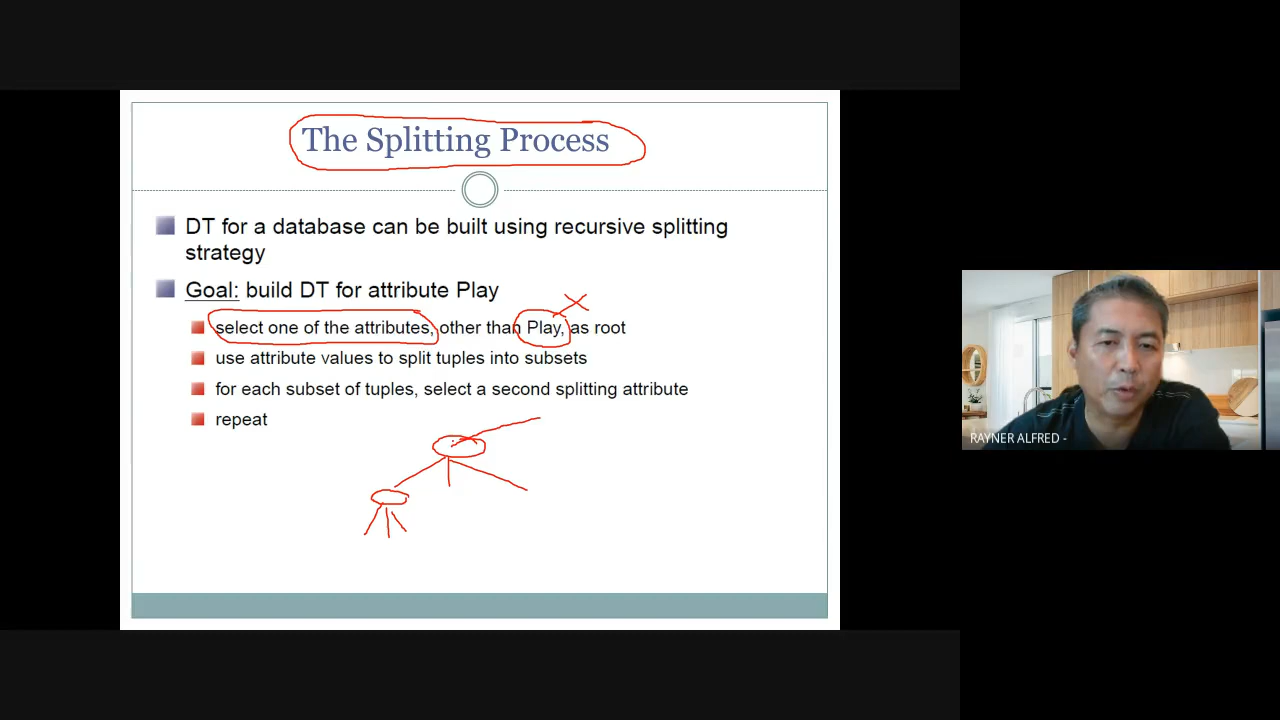 The Splitting Process
DT for a database can be built using recursive splitting
strategy
Goal: build DT for attribute Play
select one of the attributes, other than Play, as root
use attribute values to split tuples into subsets
for each subset of tuples, select a second splitting attribute
repeat
RAYNER ALFRED -